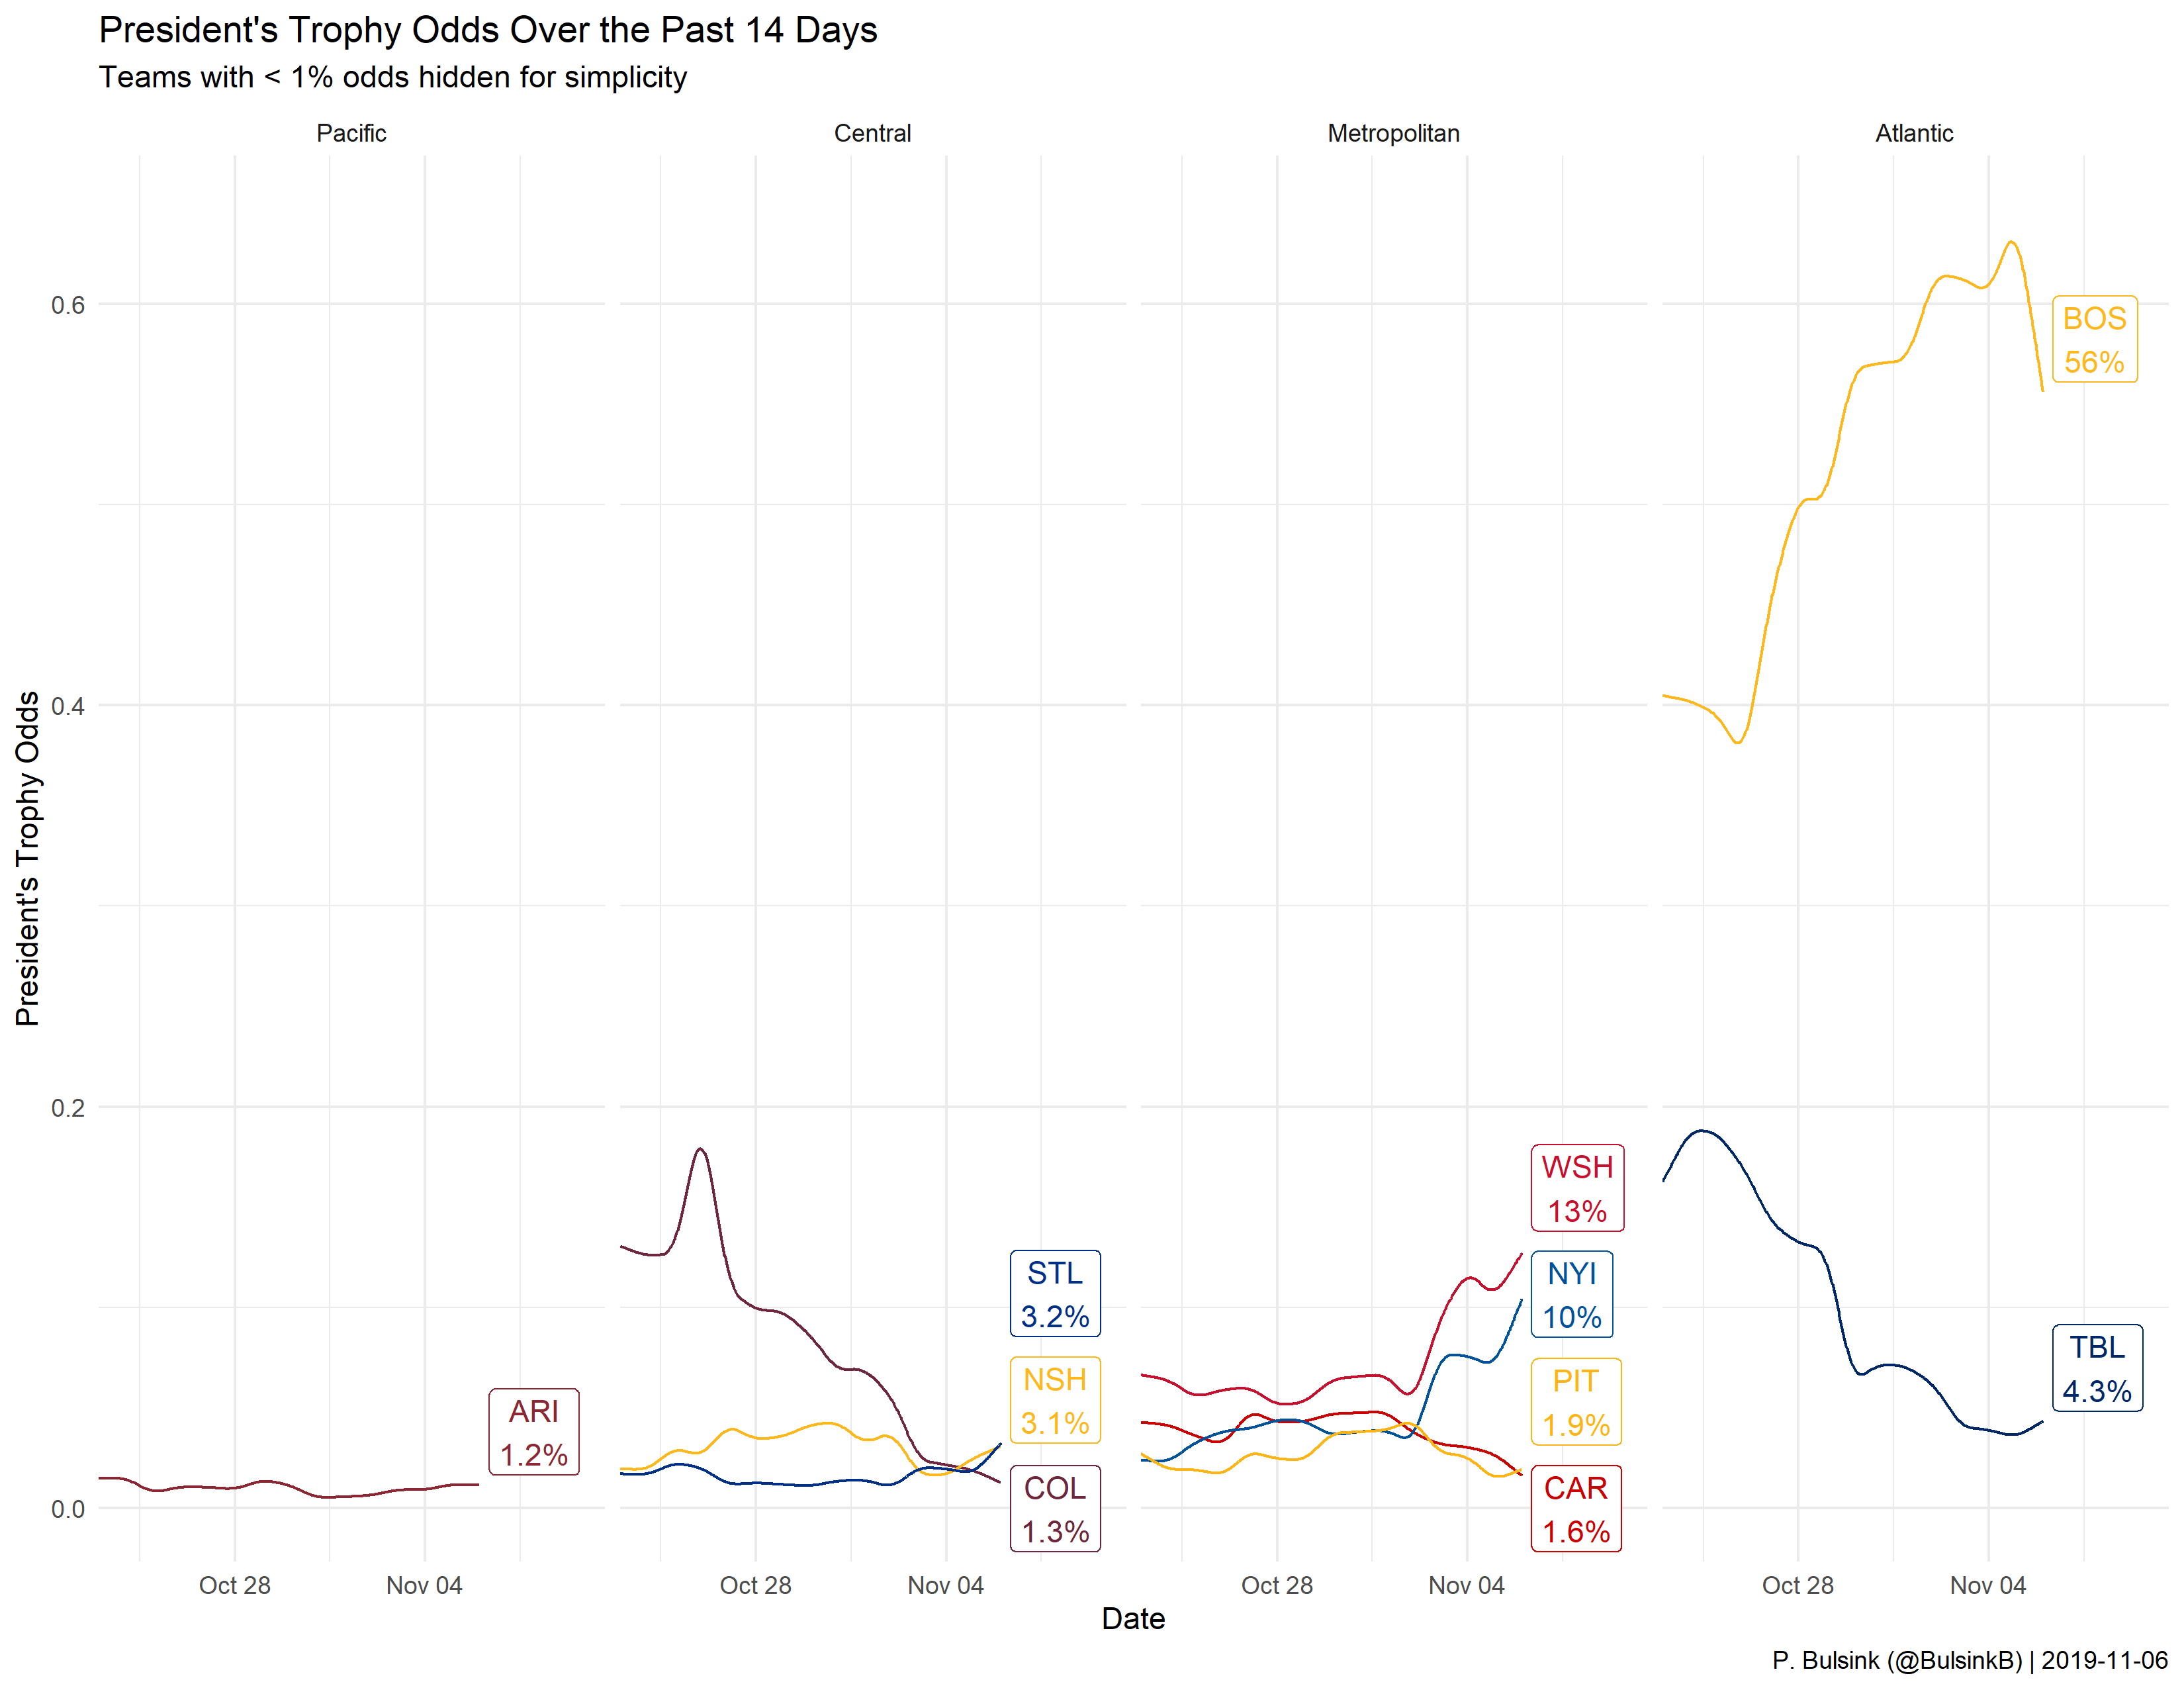 President's Trophy Odds Over the Past 14 Days
Teams with < 1% odds hidden for simplicity
Pacific
Central
Metropolitan
Atlantic
President's Trophy Odds
0.6
0.4
0.2
0.0
ARI
1.2%
STL
3.2%
NSH
3.1%
COL
1.3%
WSH
13%
NYI
10%
PIT
1.9%
CAR
1.6%
BOS
56%
TBL
4.3%
Oct 28
Nov 04
Oct 28
Nov 04
Oct 28
Nov 04
Oct 28
Nov 04
Date
P. Bulsink (@BulsinkB) | 2019-11-06